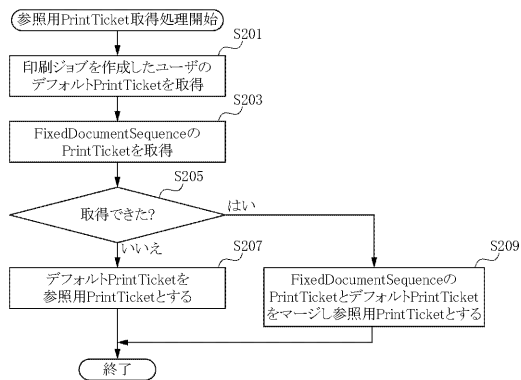 参照用PrintTicket取得処理開始
S201
印刷ジョブを作成したユーザの
デフォルトPrintTicketを取得
S203
FixedDocumentSequenceの
PrintTicketを取得
S205
取得できた?
はい
いいえ
S207
デフォルトPrintTicketを
参照用PrintTicketとする
S209
FixedDocumentSequenceの
PrintTicketとデフォルトPrintTicket
をマージし参照用PrintTicketとする
終了